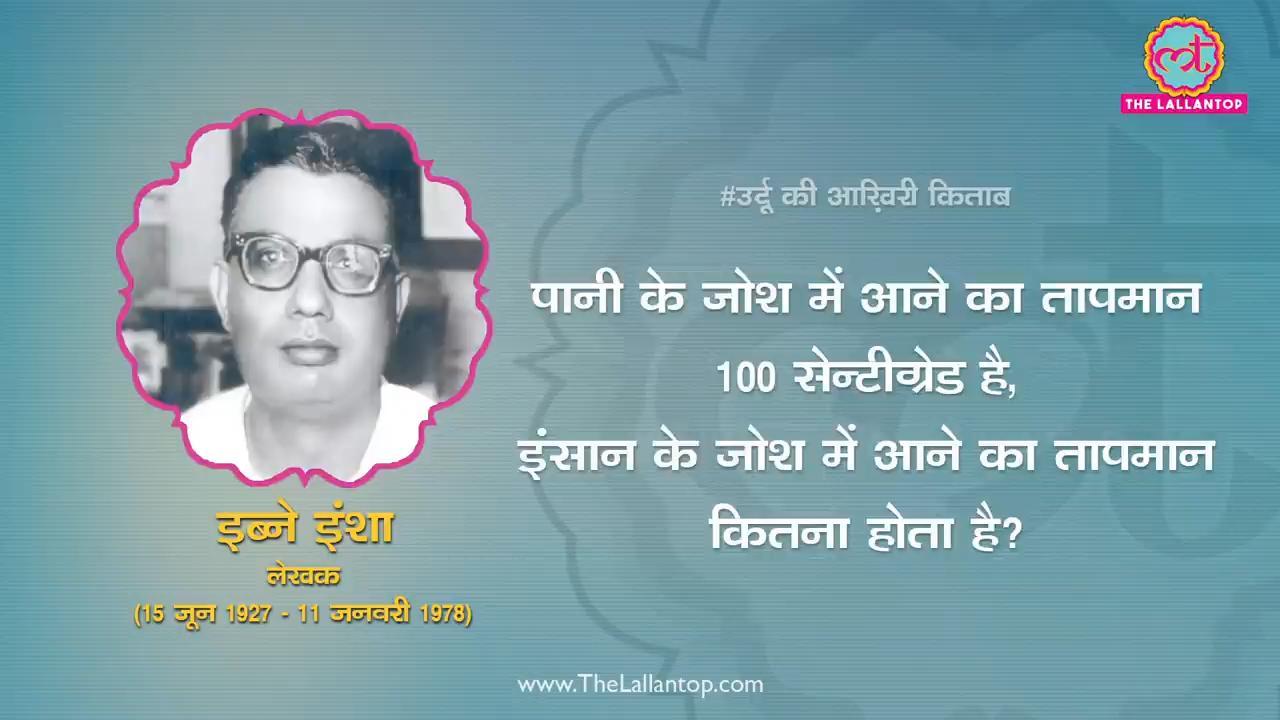 THE LALLANTOP
#उर्दू की आख़िरी किताब
पानी के जोश में आने का तापमान
100 सेन्टीग्रेड है,
इंसान के जोश में आने का तापमान
कितना होता है?
इब्ने इंशा
लेखक
(15 जून 1927 - 11 जनवरी 1978)
www.TheLallantop.com